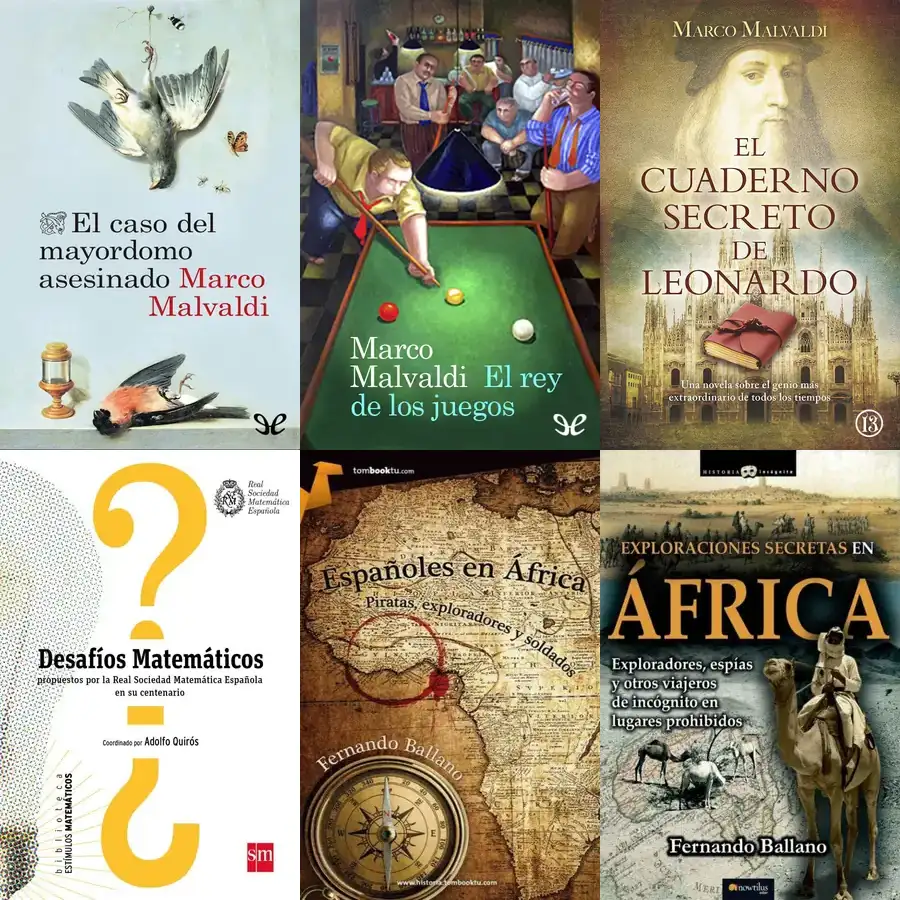 El caso del
mayordomo
asesinado Marco
Malvaldi
Marco
Malvaldi El rey
de los juegos
MARCO MALVALDI
EL
CUADERNO
SECRETO
DE
LEONARDO
Una novela sobre el genio más
extraordinario de todos los tiempos
13
Real
Sociedad
Matemática
Española
Desafíos Matemáticos
propuestos por la Real Sociedad Matemática Española
en su centenario
Coordinado por Adolfo Quirós
biblioteca
ESTÍMULOS MATEMÁTICOS
sm
tombooktu.com
Españoles en África
Piratas, exploradores y soldados
Fernando Ballano
www.historia.tombooktu.com
HISTORIA incógnita
EXPLORACIONES SECRETAS EN
ÁFRICA
Exploradores, espías
y otros viajeros
de incógnito en
lugares prohibidos
Fernando Ballano
nowtilus